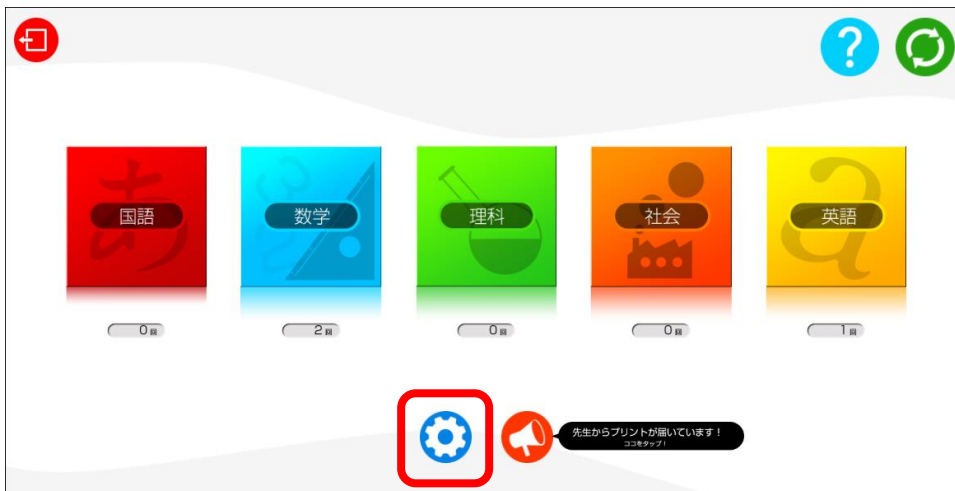 ?
国語
数学
理科
社会
英語
0回
2回
0回
0回
1回
先生からプリントが届いています！
ココをタップ！